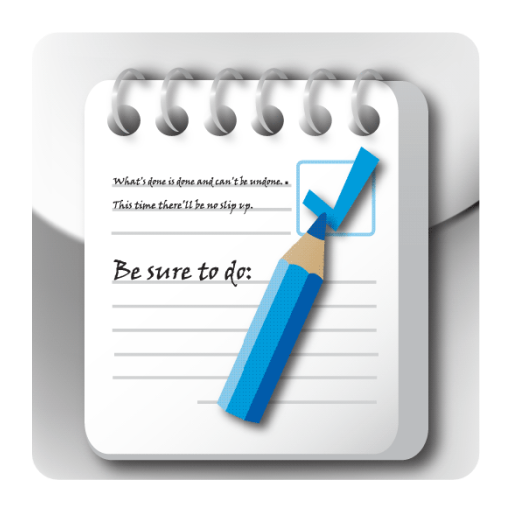 What's done is done and can't be undone. •
This time there'll be no slip up.
Be sure to do: